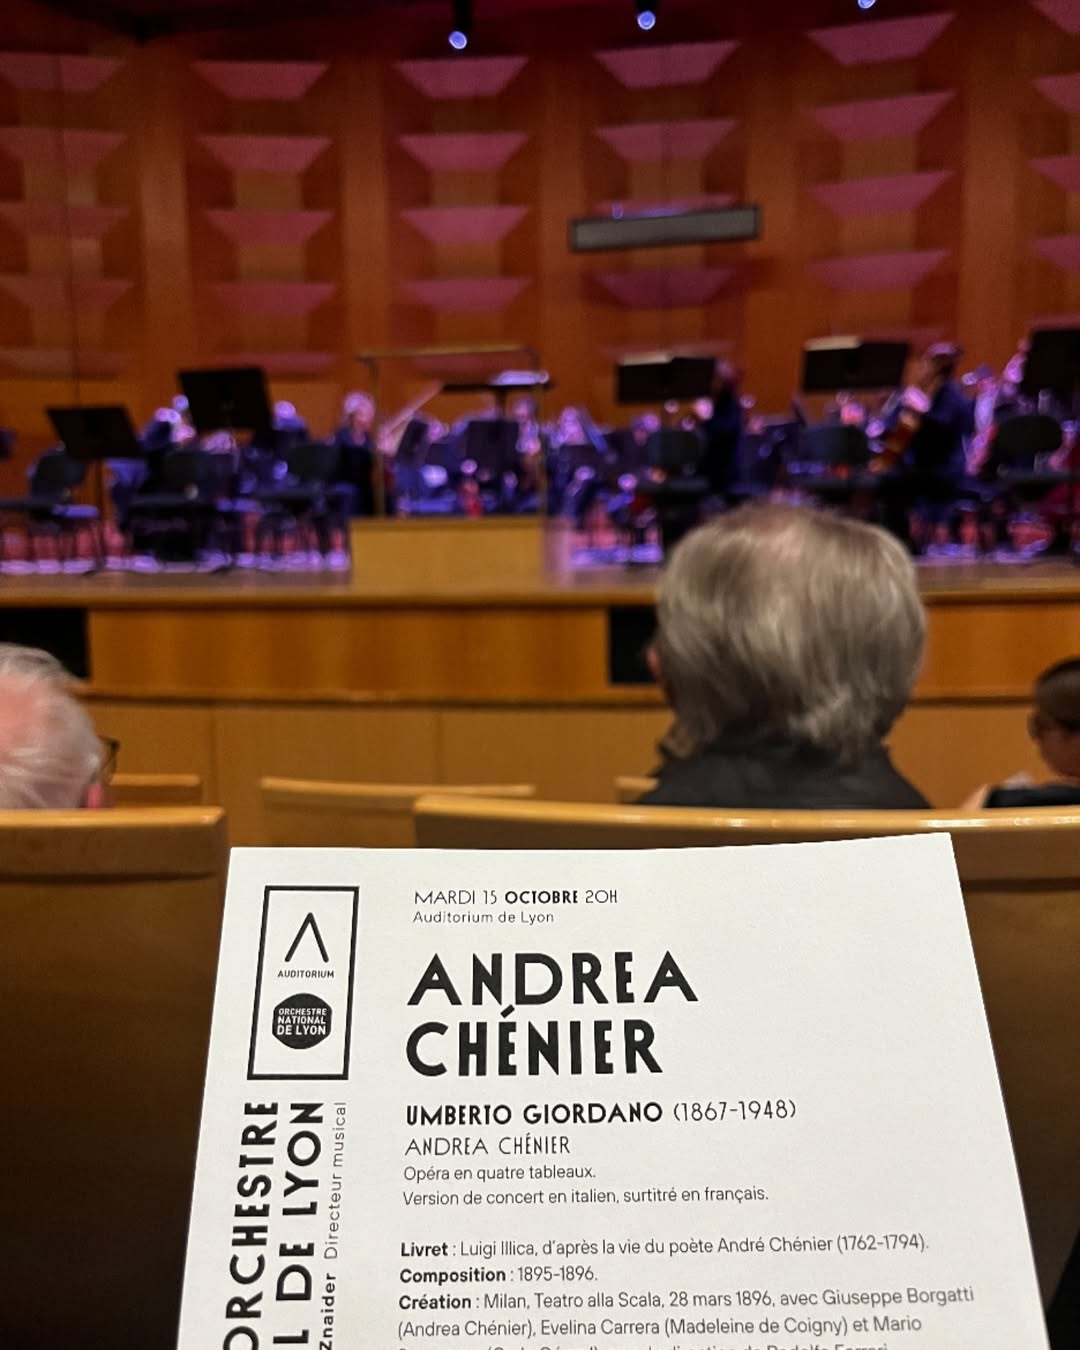 MARDI 15 OCTOBRE 20H
Auditorium de Lyon
ANDREA
CHÉNIER
UMBERTO GIORDANO (1867-1948)
ANDREA CHÉNIER
Opéra en quatre tableaux.
Version de concert en italien, surtitré en français.
Livret : Luigi Illica, d'après la vie du poète André Chénier (1762-1794).
Composition : 1895-1896.
Création : Milan, Teatro alla Scala, 28 mars 1896, avec Giuseppe Borgatti
(Andrea Chénier), Evelina Carrera (Madeleine de Coigny) et Mario
AUDITORIUM
ORCHESTRE
NATIONAL
DE LYON
ORCHESTRE
L DE LYON
Znaider Directeur musical